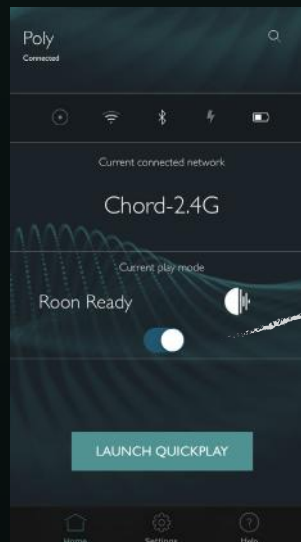 Poly
Connected
Current connected network
Chord-2.4G
Current play mode
Roon Ready
LAUNCH QUICKPLAY
Home
Settings
Help